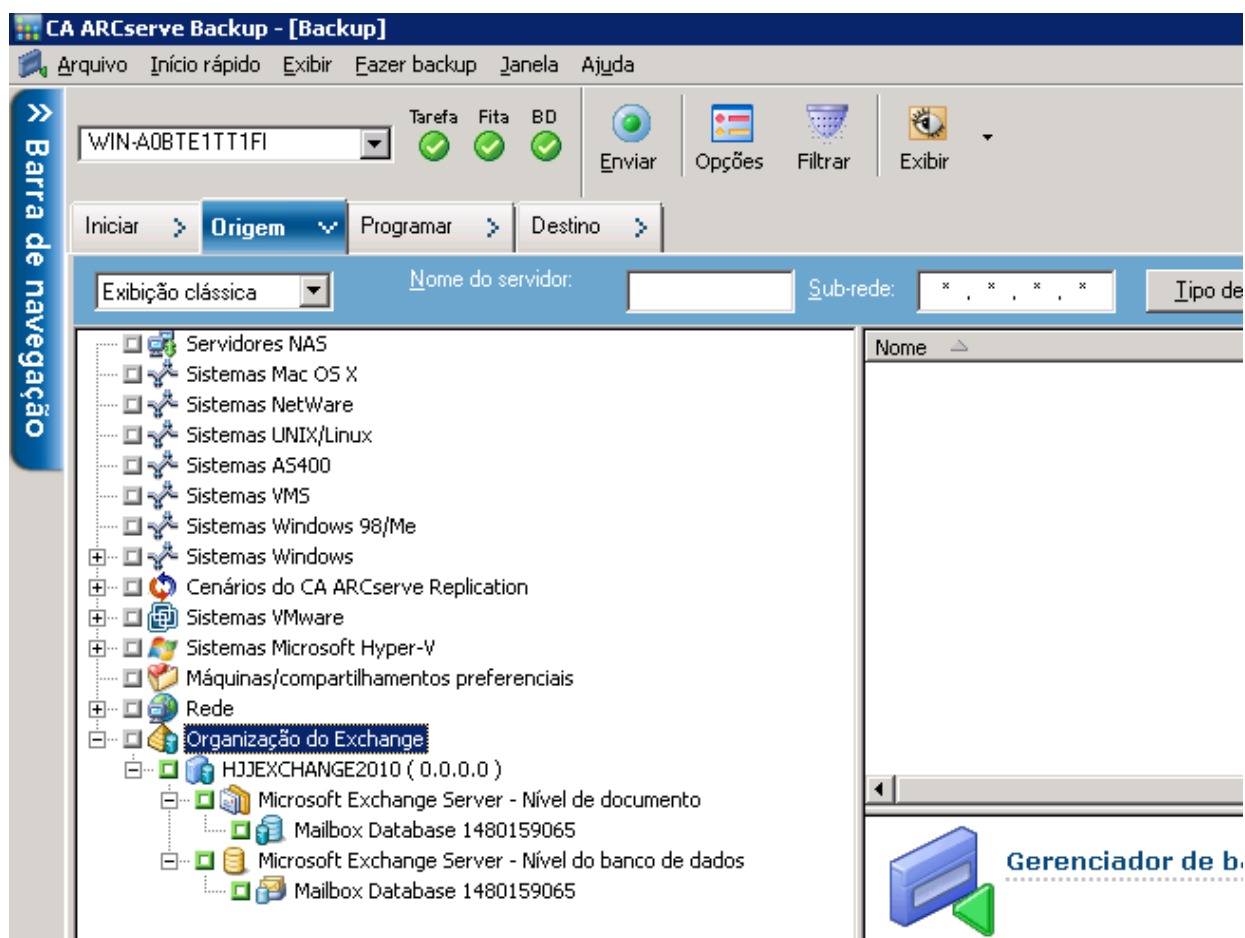 CA ARCserve Backup - [Backup]
Arquivo Início rápido Exibir Fazer backup Janela Ajuda
Tarefa Fita BD
WIN-A0BTE1TT1FI
Enviar Opções Filtrar Exibir
Barra de navegação
Iniciar Origem Programar Destino
Exibição clássica Nome do servidor: Sub-rede: * . * . * . * Tipo de
Servidores NAS
Nome
Sistemas Mac OS X
Sistemas NetWare
Sistemas UNIX/Linux
Sistemas AS400
Sistemas VMS
Sistemas Windows 98/Me
Sistemas Windows
Cenários do CA ARCserve Replication
Sistemas VMware
Sistemas Microsoft Hyper-V
Máquinas/compartilhamentos preferenciais
Rede
Organização do Exchange
HJJEXCHANGE2010 ( 0.0.0.0 )
Microsoft Exchange Server - Nível de documento
Mailbox Database 1480159065
Microsoft Exchange Server - Nível do banco de dados
Mailbox Database 1480159065
Gerenciador de